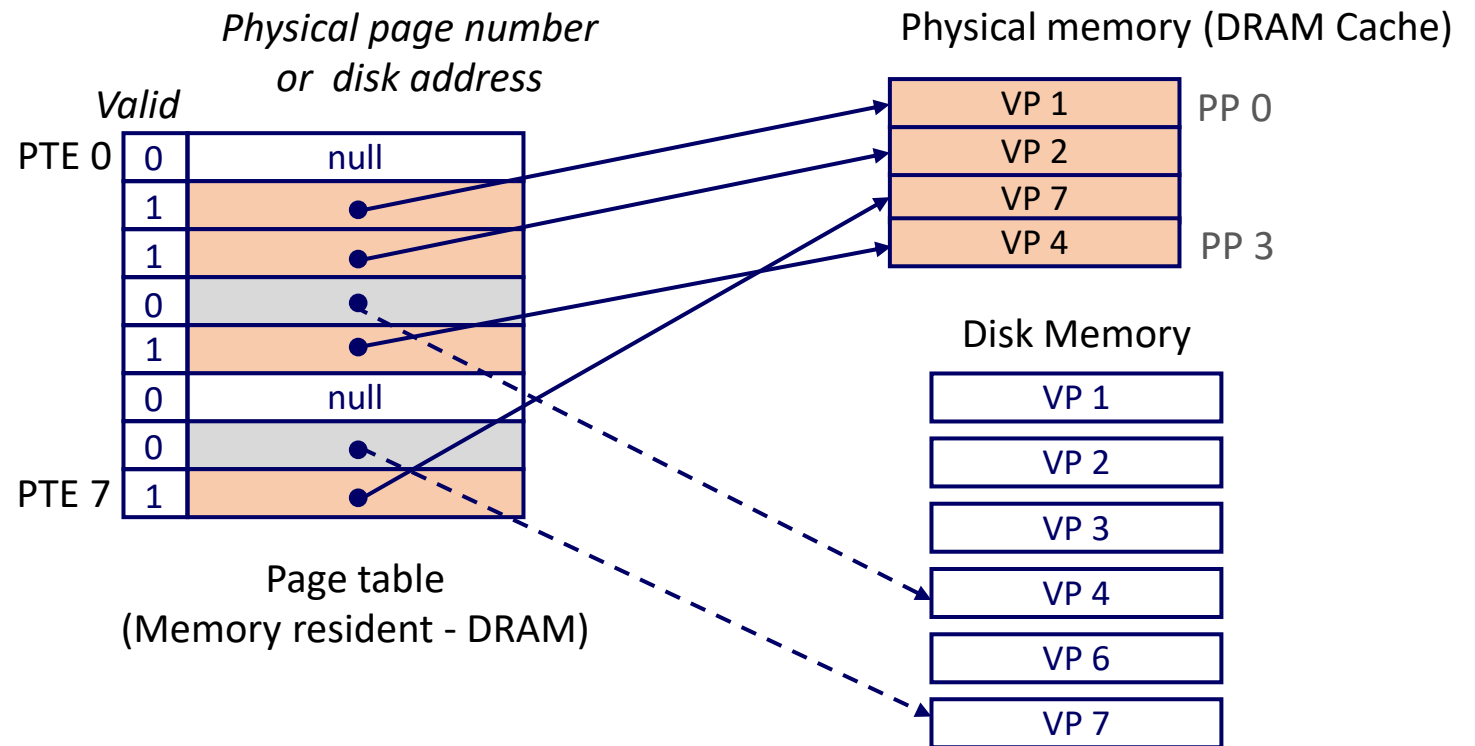 Physical page number
or disk address
Valid
PTE 0
0
null
1
1
0
1
0
null
0
PTE 7
1
Page table
(Memory resident - DRAM)
Physical memory (DRAM Cache)
VP 1
PP 0
VP 2
VP 7
VP 4
PP 3
Disk Memory
VP 1
VP 2
VP 3
VP 4
VP 6
VP 7